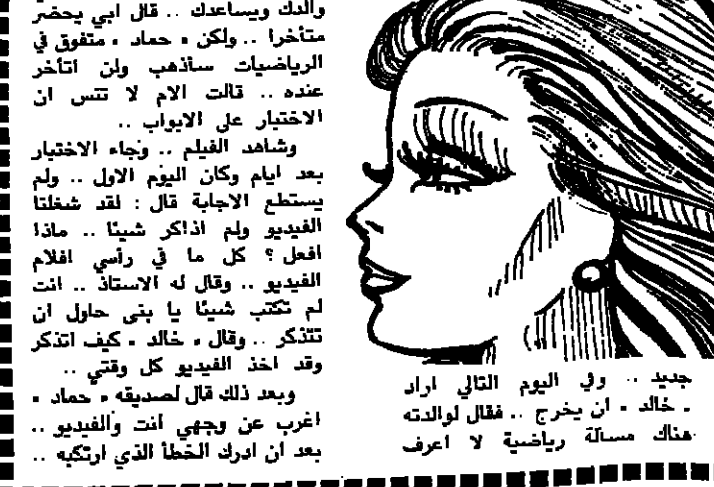 جديد .. وفي اليوم التالي اراد
« خالد » ان يخرج .. فقال لوالدته
هناك مسألة رياضية لا اعرف
والدك ويساعدك .. قال ابي يحضر
متأخرا .. ولكن « حماد » متفوق في
الرياضيات سأذهب ولن اتأخر
عنده .. قالت الام لا تنس ان
الاختبار على الابواب ..
وشاهد الفيلم .. وجاء الاختبار
بعد ايام وكان اليوم الاول .. ولم
يستطع الاجابة قال : لقد شغلتا
الفيديو ولم اذاكر شيئا .. ماذا
افعل ؟ كل ما في رأسي افلام
الفيديو .. وقال له الاستاذ .. انت
لم تكتب شيئا يا بنى حاول ان
تتذكر .. وقال « خالد » كيف اتذكر
وقد اخذ الفيديو كل وقتي ..
وبعد ذلك قال لصديقه « حماد »
اغرب عن وجهي انت والفيديو ..
بعد ان ادرك الخطأ الذي ارتكبه ..